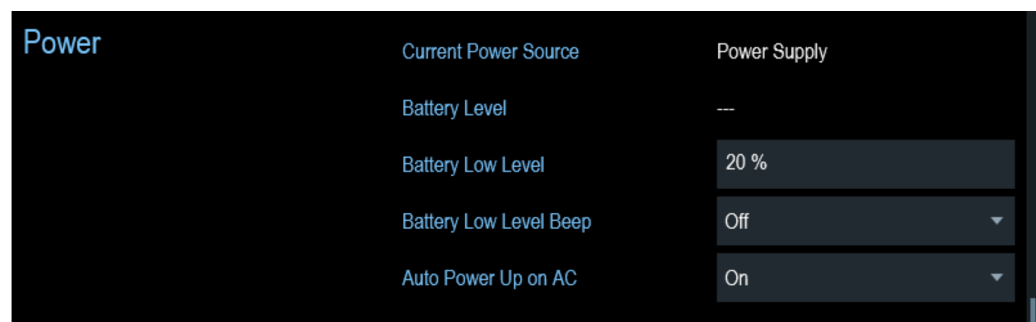 Power
Current Power Source Power Supply
Battery Level ---
Battery Low Level 20 %
Battery Low Level Beep Off
Auto Power Up on AC On